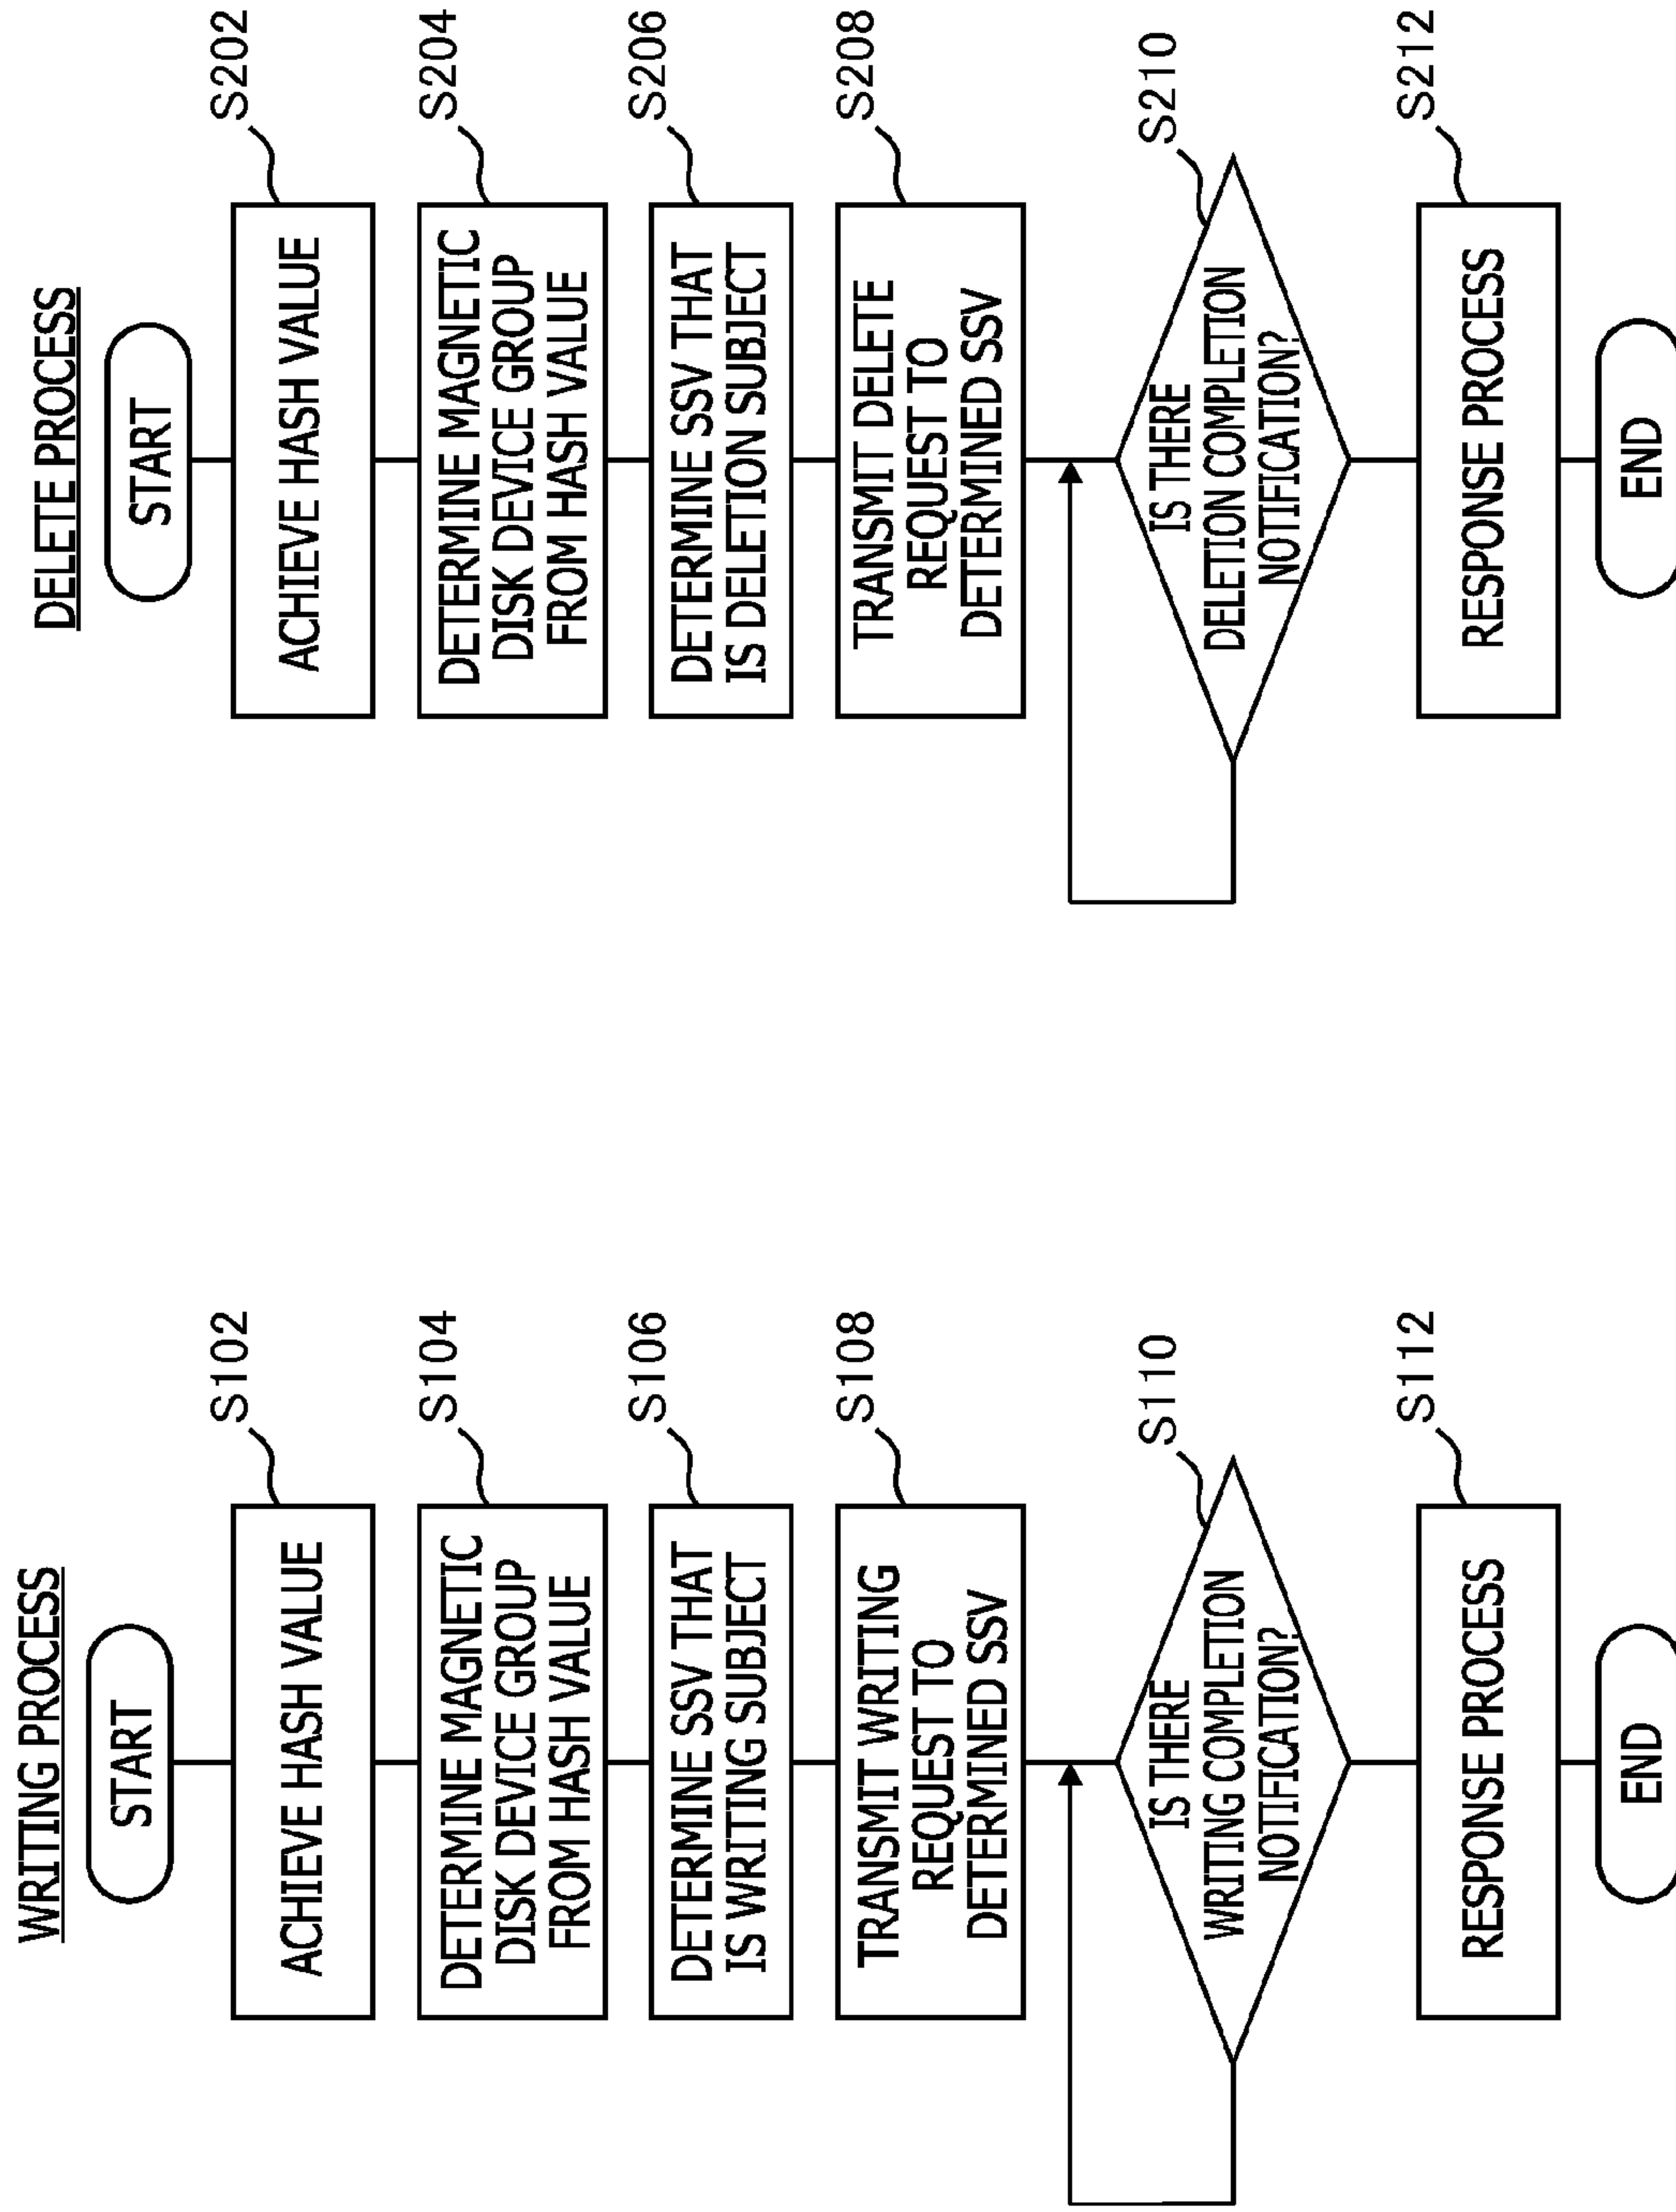 WRITING PROCESS
START
ACHIEVE HASH VALUE
S102
DETERMINE MAGNETIC
DISK DEVICE GROUP
FROM HASH VALUE
S104
DETERMINE SSV THAT
IS WRITING SUBJECT
S106
TRANSMIT WRITING
REQUEST TO
DETERMINED SSV
S108
IS THERE
WRITING COMPLETION
NOTIFICATION?
S110
RESPONSE PROCESS
S112
END
DELETE PROCESS
START
ACHIEVE HASH VALUE
S202
DETERMINE MAGNETIC
DISK DEVICE GROUP
FROM HASH VALUE
S204
DETERMINE SSV THAT
IS DELETION SUBJECT
S206
TRANSMIT DELETE
REQUEST TO
DETERMINED SSV
S208
IS THERE
DELETION COMPLETION
NOTIFICATION?
S210
RESPONSE PROCESS
S212
END